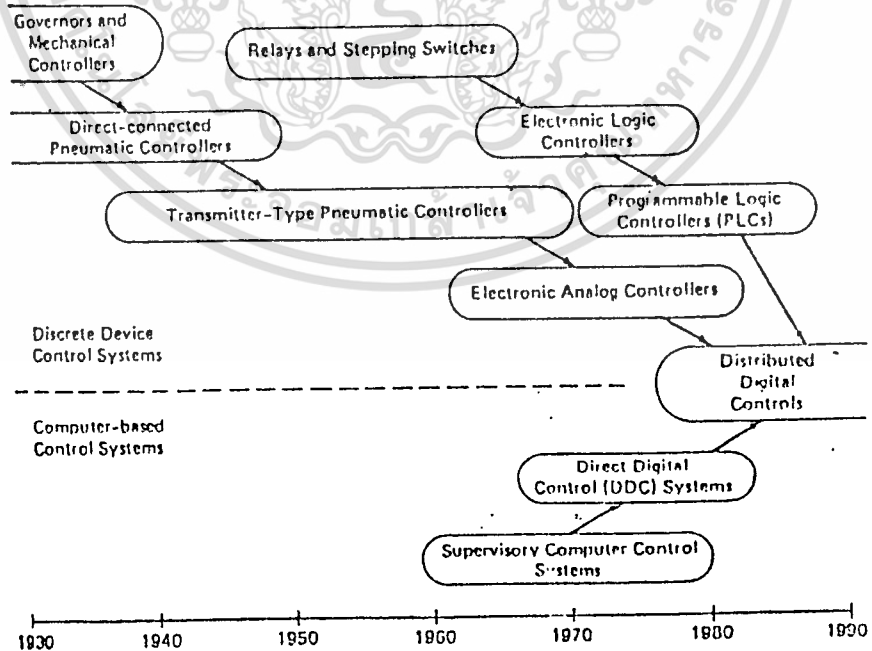 Governors and
Mechanical
Controllers
Relays and Stepping Switches
Direct-connected
Pneumatic Controllers
Electronic Logic
Controllers
Transmitter-Type Pneumatic Controllers
Programmable Logic
Controllers (PLCs)
Electronic Analog Controllers
Discrete Device
Control Systems
Distributed
Digital
Controls
Computer-based
Control Systems
Direct Digital
Control (DDC) Systems
Supervisory Computer Control
Systems
1930 1940 1950 1960 1970 1980 1990